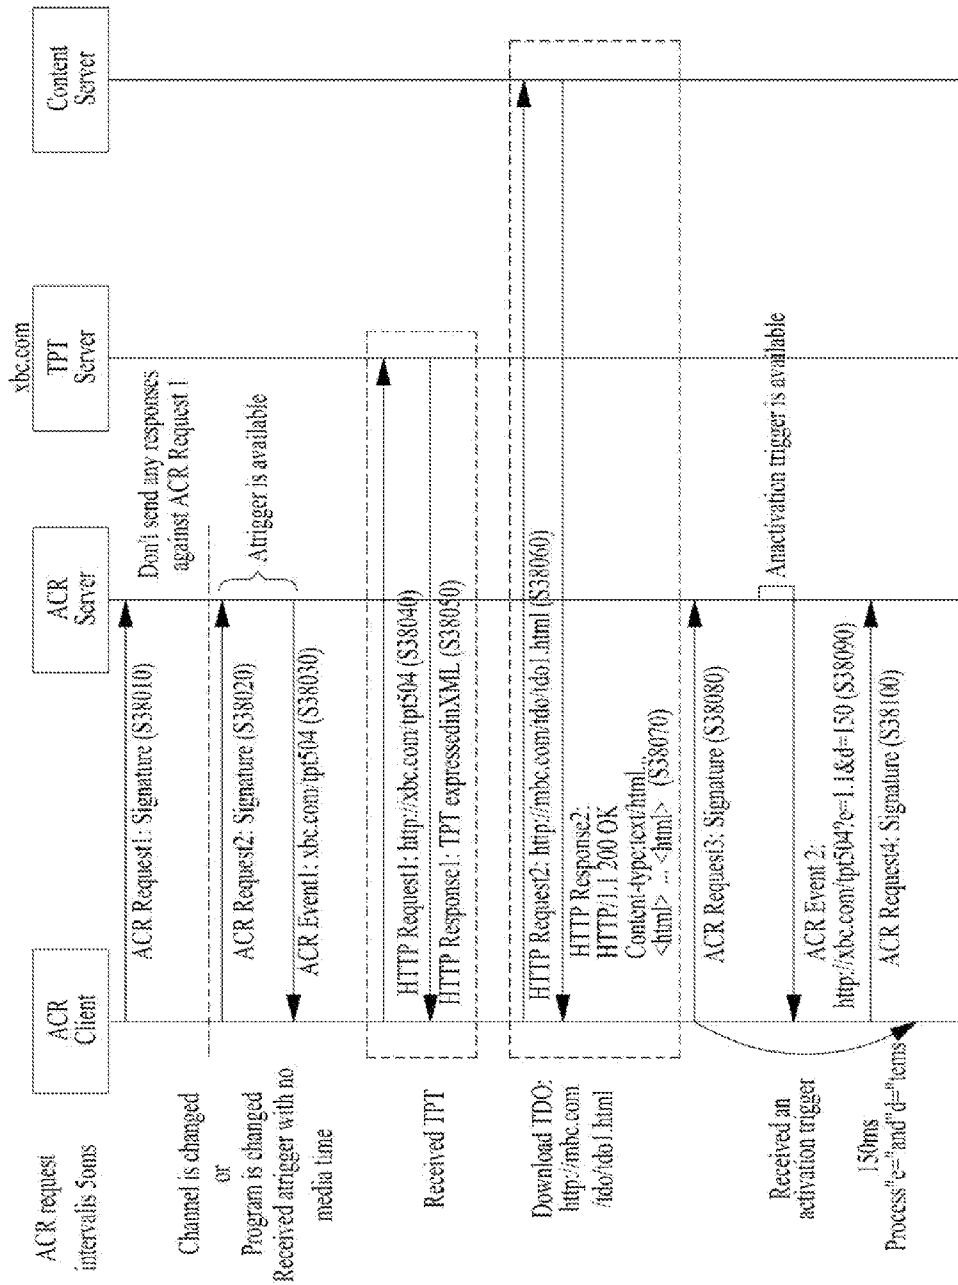 ACR request
intervalis 5oms
ACR
Client
ACR
Server
xbc.com
TPT
Server
Content
Server
ACR Request1: Signature (S38010)
Don't send any responses
against ACR Request 1
Channel is changed
or
Program is changed
Received atrigger with no
media time
ACR Request2: Signature (S38020)
Atrigger is available
ACR Event1: xbc.com/tpt504 (S38030)
Received TPT
HTTP Request1: http://xbc.com/tpt504 (S38040)
HTTP Response1: TPT expressedinXML (S38050)
Download TDO:
http://mbc.com
/tdo/tdo1.html
HTTP Request2: http://mbc.com/tdo/tdo1.html (S38060)
HTTP Response2:
HTTP/1.1 200 OK
Content-type:text/html...
<html> ... <html> (S38070)
ACR Request3: Signature (S38080)
Received an
activation trigger
Anactivation trigger is available
ACR Event 2:
http://xbc.com/tpt504?e=1.1&d=150 (S38090)
ACR Request4: Signature (S38100)
150ms
Process"e="and"d="tems